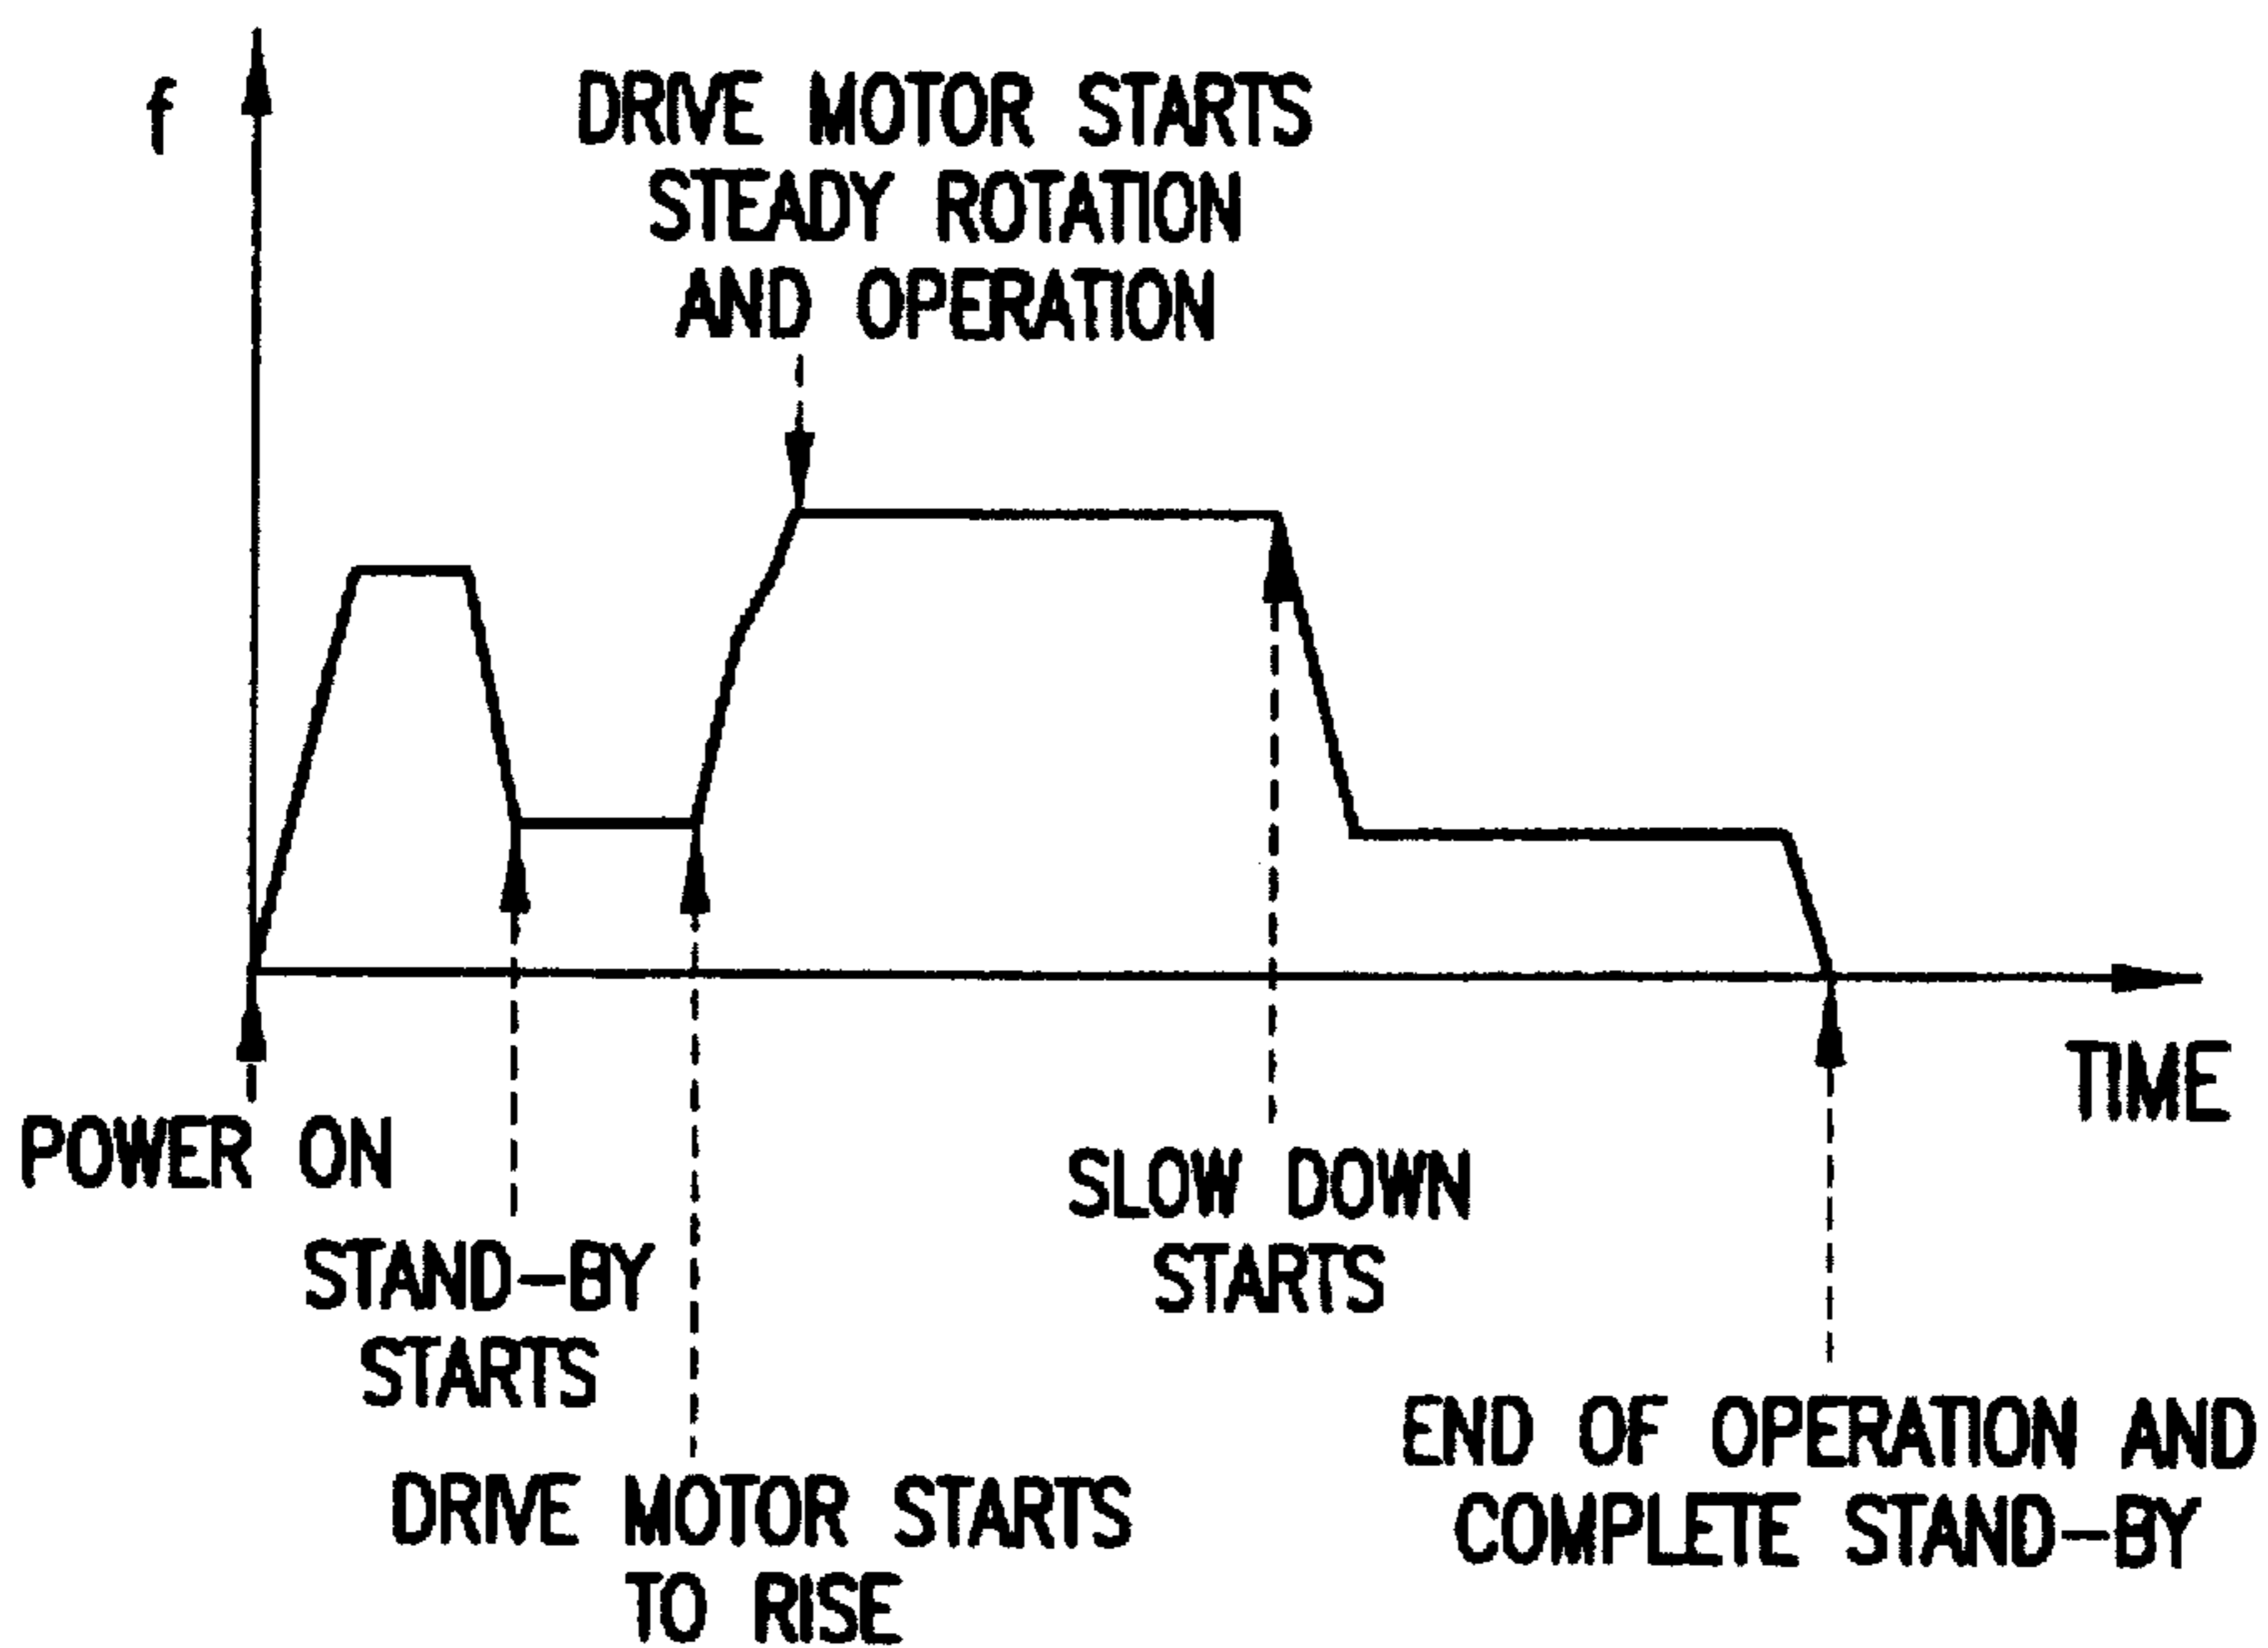 f
DRIVE MOTOR STARTS
STEADY ROTATION
AND OPERATION
TIME
POWER ON
STAND-BY
STARTS
DRIVE MOTOR STARTS
TO RISE
SLOW DOWN
STARTS
END OF OPERATION AND
COMPLETE STAND-BY